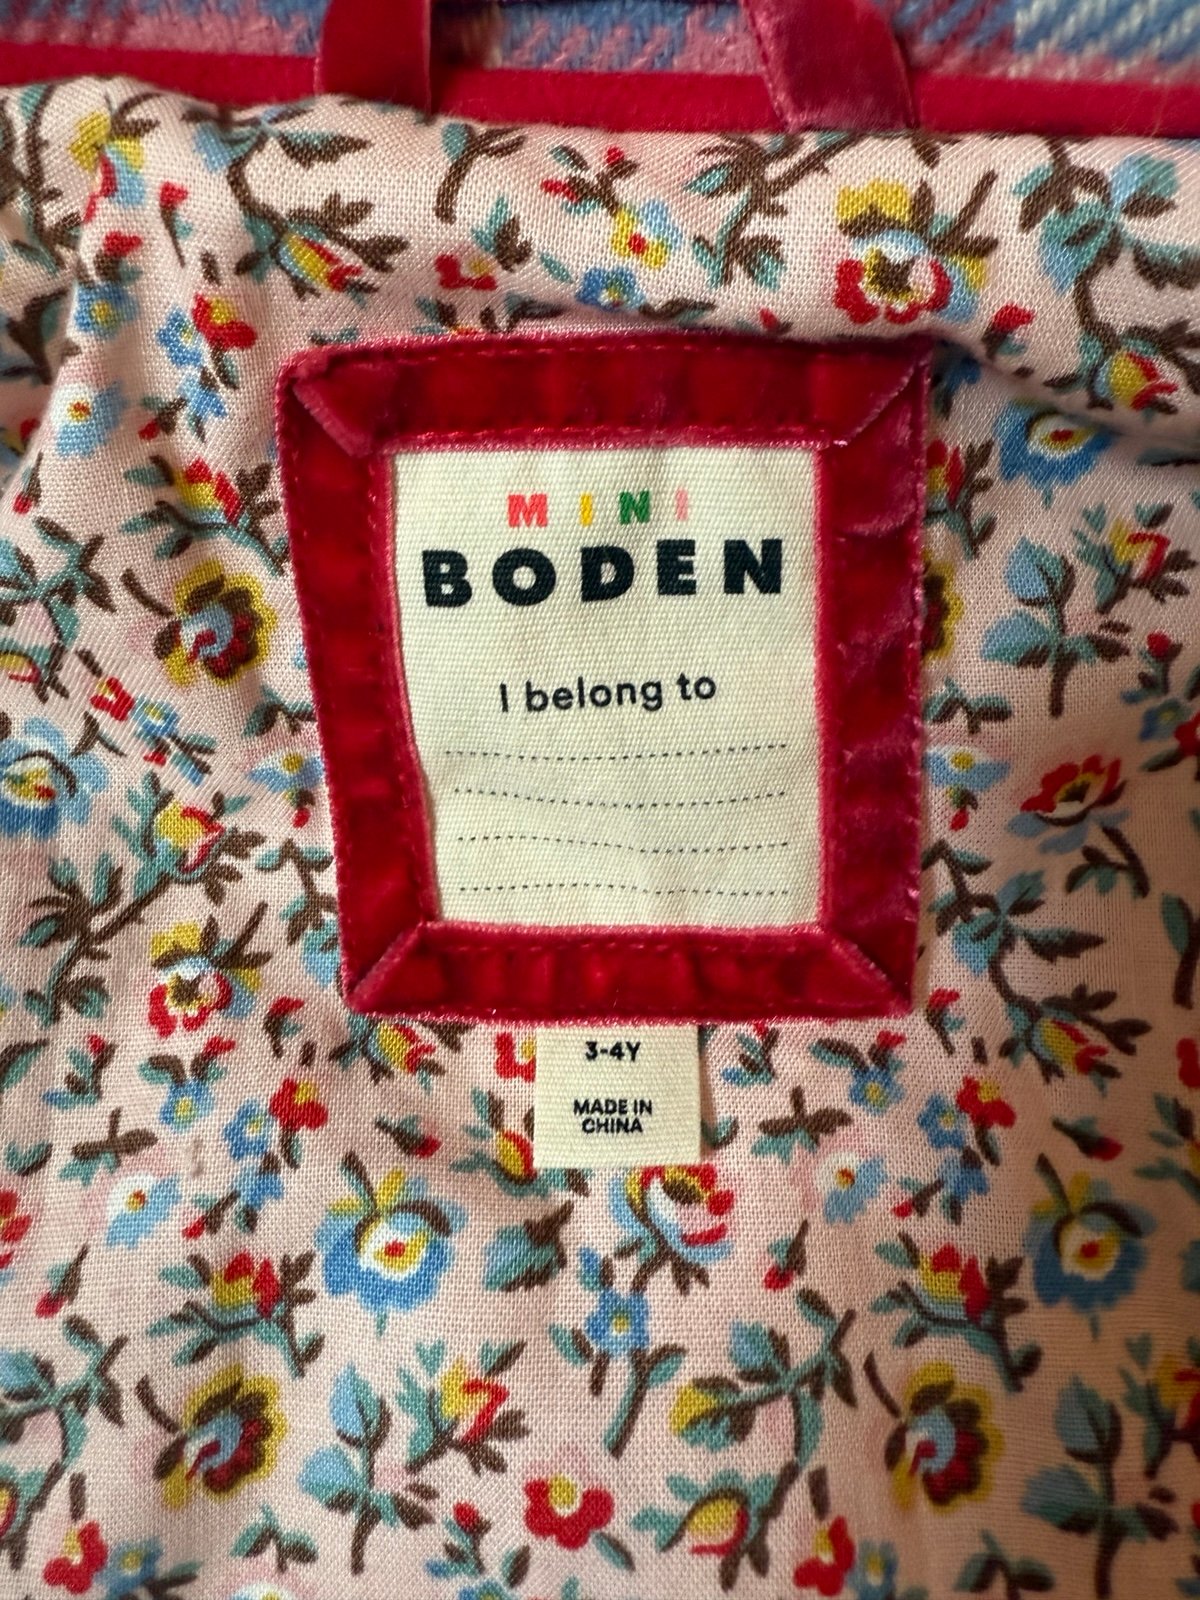 MINI
BODEN
I belong to
3-4Y
MADE IN
CHINA